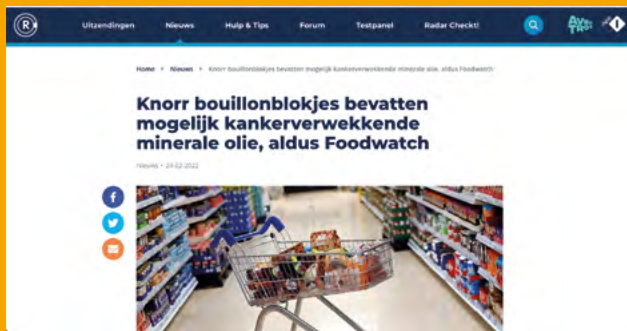 R
Uitzendingen Nieuws Hulp & Tips Forum Testpanel Radar Checkt!
Home > Nieuws > Knorr bouillonblokjes bevatten mogelijk kankerverwekkende minerale olie, aldus Foodwatch
Knorr bouillonblokjes bevatten
mogelijk kankerverwekkende
minerale olie, aldus Foodwatch